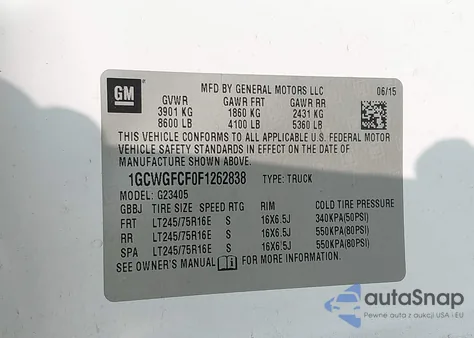 GM
MFD BY GENERAL MOTORS LLC 06/15
GVWR GAWR FRT GAWR RR
3901 KG 1860 KG 2431 KG
8600 LB 4100 LB 5360 LB
THIS VEHICLE CONFORMS TO ALL APPLICABLE U.S. FEDERAL MOTOR
VEHICLE SAFETY STANDARDS IN EFFECT ON THE DATE OF
MANUFACTURE SHOWN ABOVE.
1GCWGFCF0F1262838 TYPE: TRUCK
MODEL: G23405
GBBJ TIRE SIZE SPEED RTG RIM COLD TIRE PRESSURE
FRT LT245/75R16E S 16X6.5J 340KPA(50PSI)
RR LT245/75R16E S 16X6.5J 550KPA(80PSI)
SPA LT245/75R16E S 16X6.5J 550KPA(80PSI)
SEE OWNER'S MANUAL FOR MORE INFORMATION.
autoSnap
Pewne auta z aukcji USA i EU